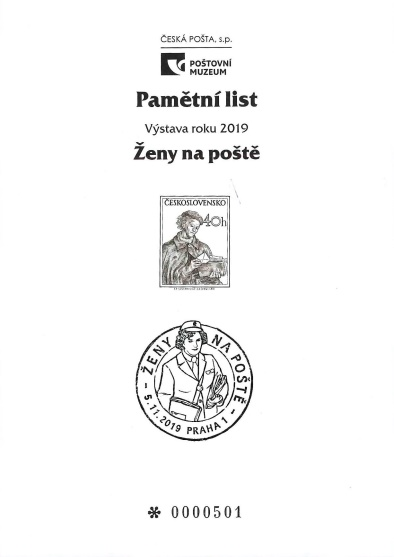 ČESKÁ POŠTA, s.p.
POŠTOVNÍ
MUZEUM
Pamětní list
Výstava roku 2019
Ženy na poště
ČESKOSLOVENSKO
40h
ŽENY NA POŠTĚ
- 5.11.2019 PRAHA 1 -
* 0000501